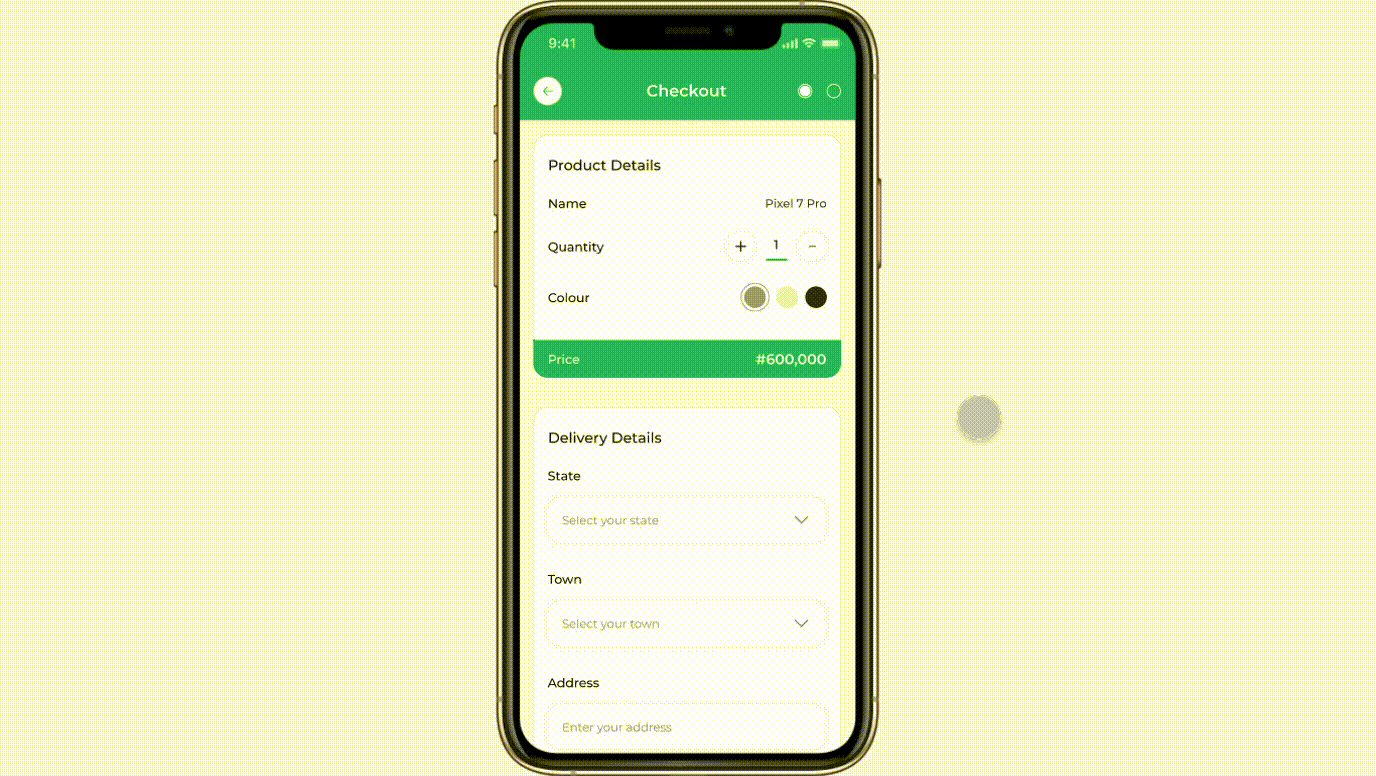 9:41
Checkout
Product Details
Name Pixel 7 Pro
Quantity + 1 -
Colour
Price #600,000
Delivery Details
State
Select your state
Town
Select your town
Address
Enter your address